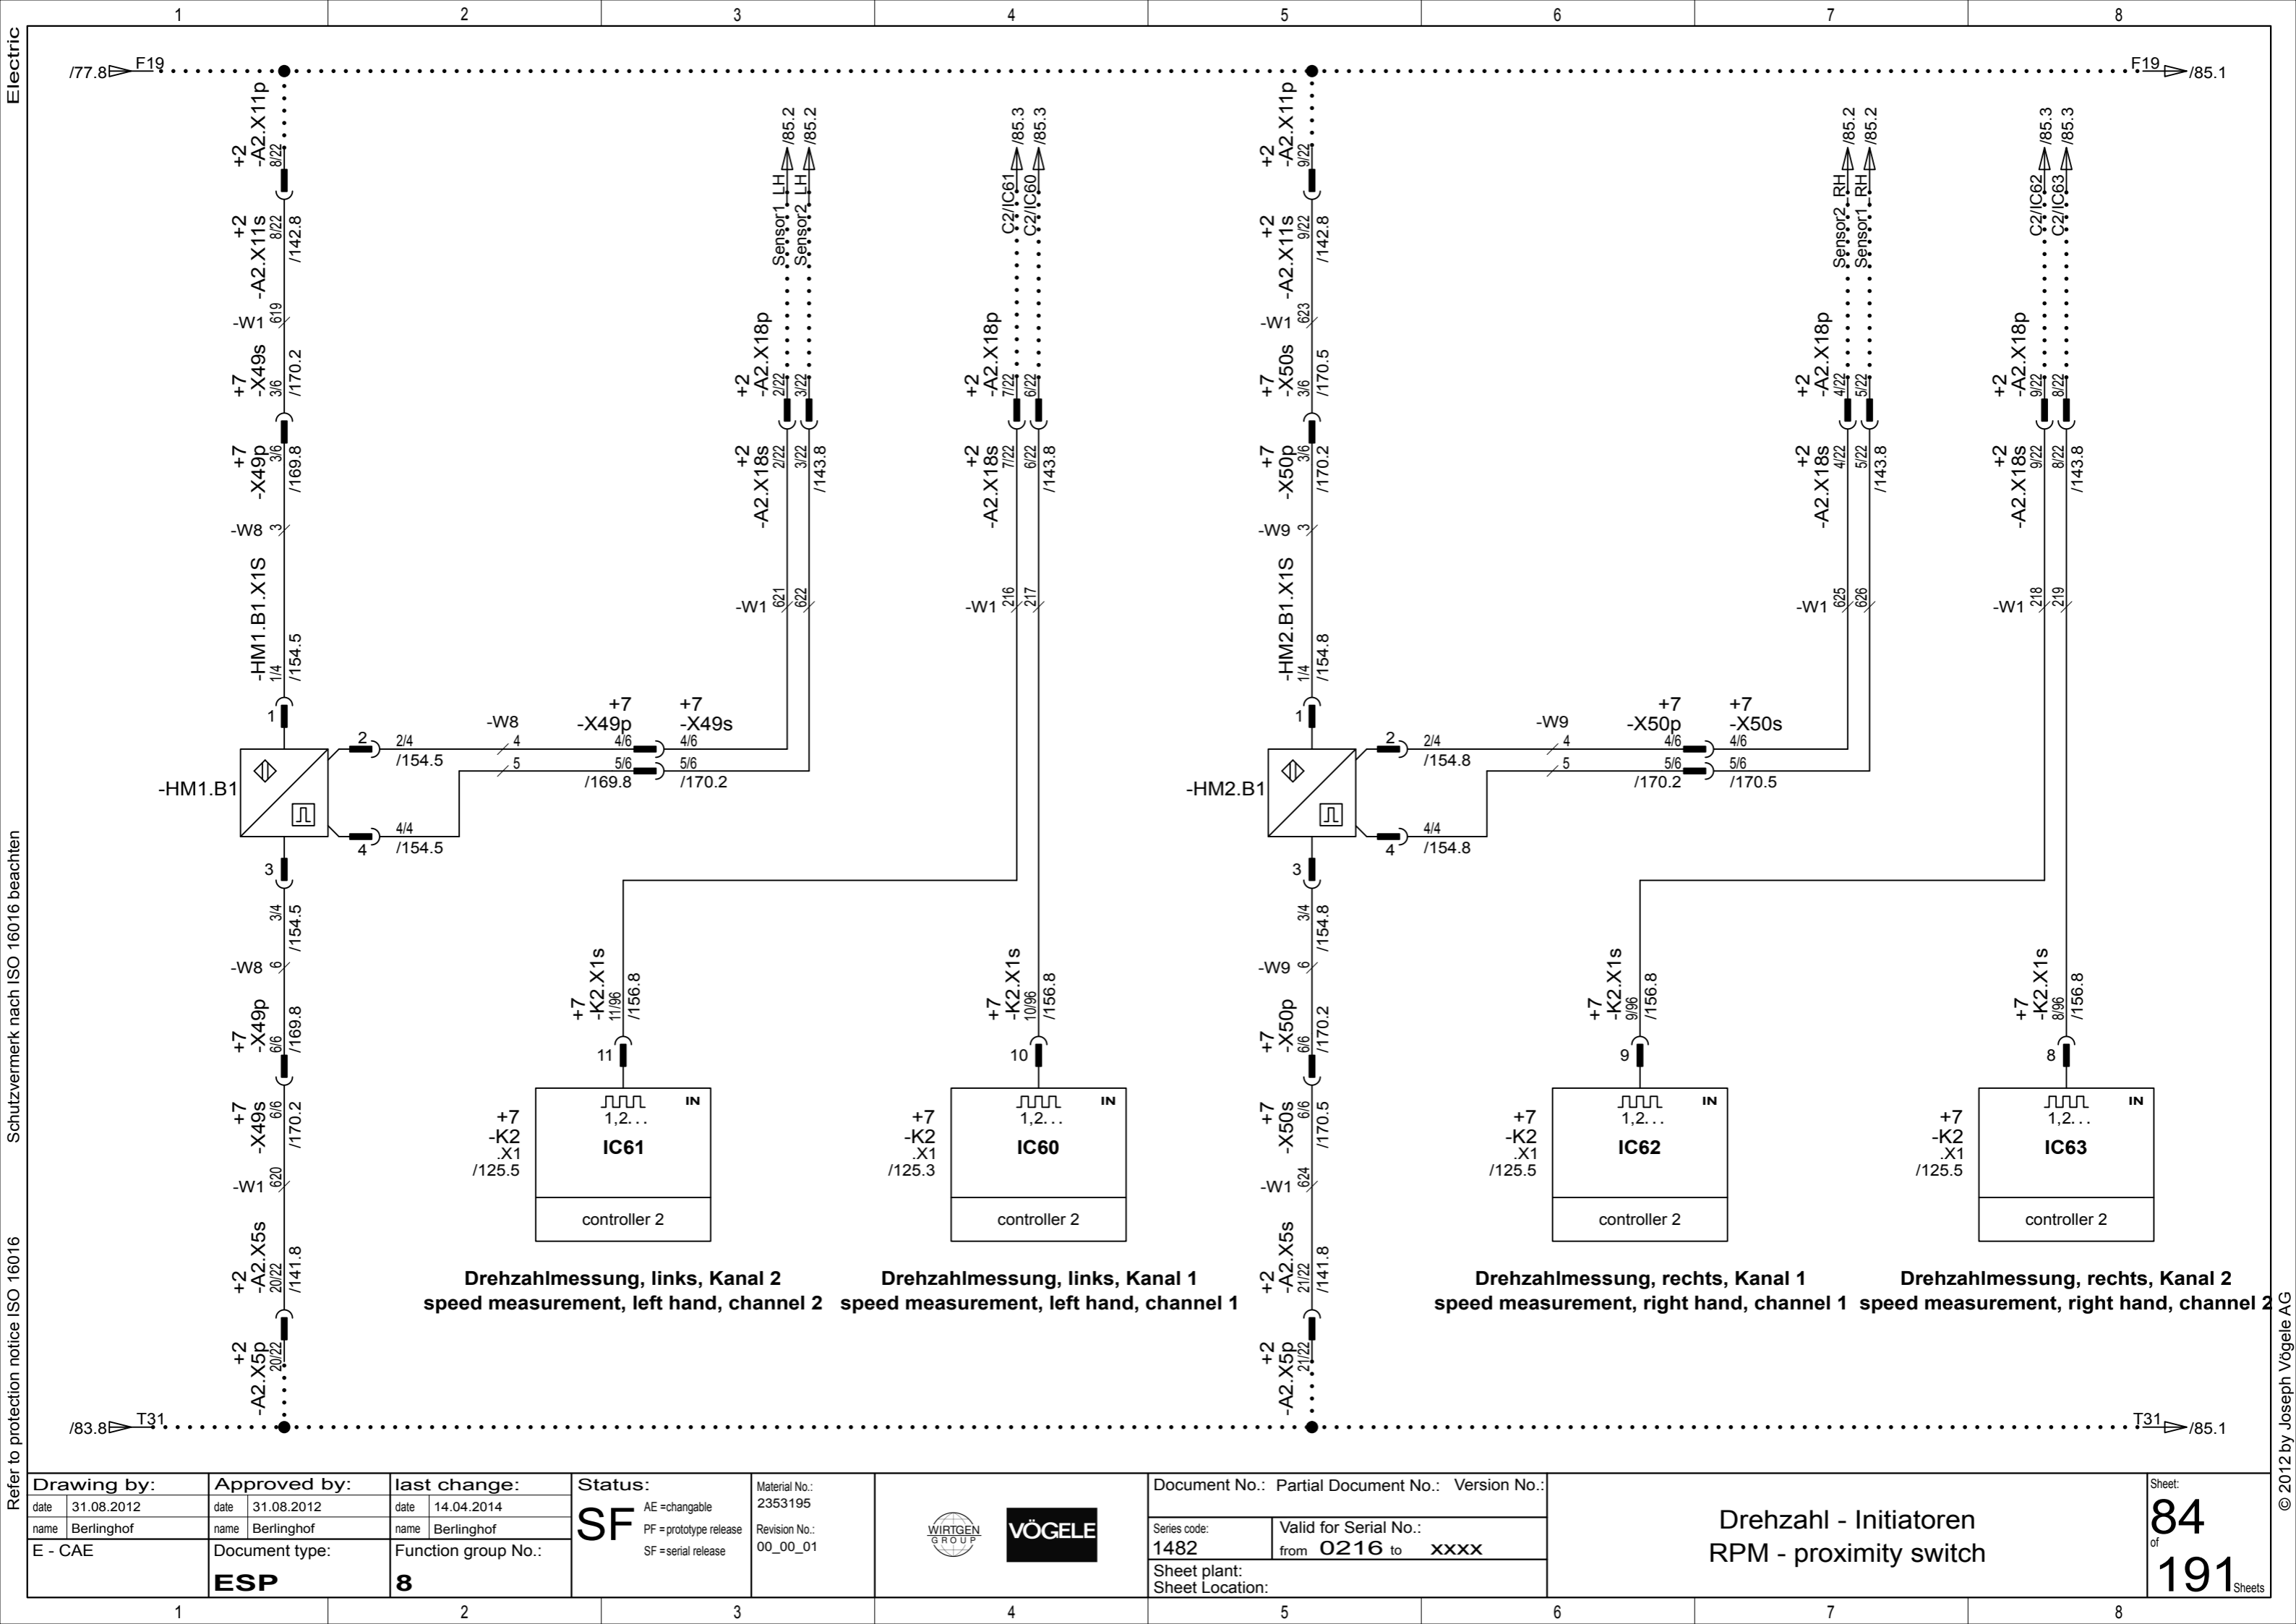 1 2 3 4 5 6 7 8
Electric
/77.8 F19
F19 /85.1
+2
-A2.X11p
8/22
+2
-A2.X11s
8/22
/142.8
-W1 619
+7
-X49s
3/6
/170.2
+7
-X49p
3/6
/169.8
-W8 3
-HM1.B1.X1S
1/4
/154.5
1
-HM1.B1
2 2/4
/154.5
-W8 4
5
+7
-X49p
4/6
5/6
/169.8
+7
-X49s
4/6
5/6
/170.2
4 4/4
/154.5
3
3/4
/154.5
-W8 6
+7
-X49p
6/6
/169.8
+7
-X49s
6/6
/170.2
-W1 620
+2
-A2.X5s
20/22
/141.8
+2
-A2.X5p
20/22
/85.2
/85.2
Sensor1_LH
Sensor2_LH
+2
-A2.X18p
2/22
3/22
+2
-A2.X18s
2/22
3/22
/143.8
-W1 621
622
/85.3
/85.3
C2/IC61
C2/IC60
+2
-A2.X18p
7/22
6/22
+2
-A2.X18s
7/22
6/22
/143.8
-W1 216
217
+7
-K2.X1s
11/96
/156.8
11
+7
-K2
.X1
/125.5
IN
1,2...
IC61
controller 2
Drehzahlmessung, links, Kanal 2
speed measurement, left hand, channel 2
+7
-K2.X1s
10/96
/156.8
10
+7
-K2
.X1
/125.3
IN
1,2...
IC60
controller 2
Drehzahlmessung, links, Kanal 1
speed measurement, left hand, channel 1
+2
-A2.X11p
9/22
+2
-A2.X11s
9/22
/142.8
-W1 623
+7
-X50s
3/6
/170.5
+7
-X50p
3/6
/170.2
-W9 3
-HM2.B1.X1S
1/4
/154.8
1
-HM2.B1
2 2/4
/154.8
-W9 4
5
+7
-X50p
4/6
5/6
/170.2
+7
-X50s
4/6
5/6
/170.5
4 4/4
/154.8
3
3/4
/154.8
-W9 6
+7
-X50p
6/6
/170.2
+7
-X50s
6/6
/170.5
-W1 624
+2
-A2.X5s
21/22
/141.8
+2
-A2.X5p
21/22
/85.2
/85.2
Sensor2_RH
Sensor1_RH
+2
-A2.X18p
4/22
5/22
+2
-A2.X18s
4/22
5/22
/143.8
-W1 625
626
/85.3
/85.3
C2/IC62
C2/IC63
+2
-A2.X18p
9/22
8/22
+2
-A2.X18s
9/22
8/22
/143.8
-W1 218
219
+7
-K2.X1s
9/96
/156.8
9
+7
-K2
.X1
/125.5
IN
1,2...
IC62
controller 2
Drehzahlmessung, rechts, Kanal 1
speed measurement, right hand, channel 1
+7
-K2.X1s
8/96
/156.8
8
+7
-K2
.X1
/125.5
IN
1,2...
IC63
controller 2
Drehzahlmessung, rechts, Kanal 2
speed measurement, right hand, channel 2
/83.8 T31
T31 /85.1
Schutzvermerk nach ISO 16016 beachten
Refer to protection notice ISO 16016
© 2012 by Joseph Vögele AG
Drawing by:
date 31.08.2012
name Berlinghof
E - CAE
Approved by:
date 31.08.2012
name Berlinghof
Document type:
ESP
last change:
date 14.04.2014
name Berlinghof
Function group No.:
8
Status:
SF
AE =changable
PF =prototype release
SF =serial release
Material No.:
2353195
Revision No.:
00_00_01
WIRTGEN
GROUP
VÖGELE
Document No.: Partial Document No.: Version No.:
Series code:
1482
Valid for Serial No.:
from 0216 to xxxx
Sheet plant:
Sheet Location:
Drehzahl - Initiatoren
RPM - proximity switch
Sheet:
84
of
191 Sheets
1 2 3 4 5 6 7 8